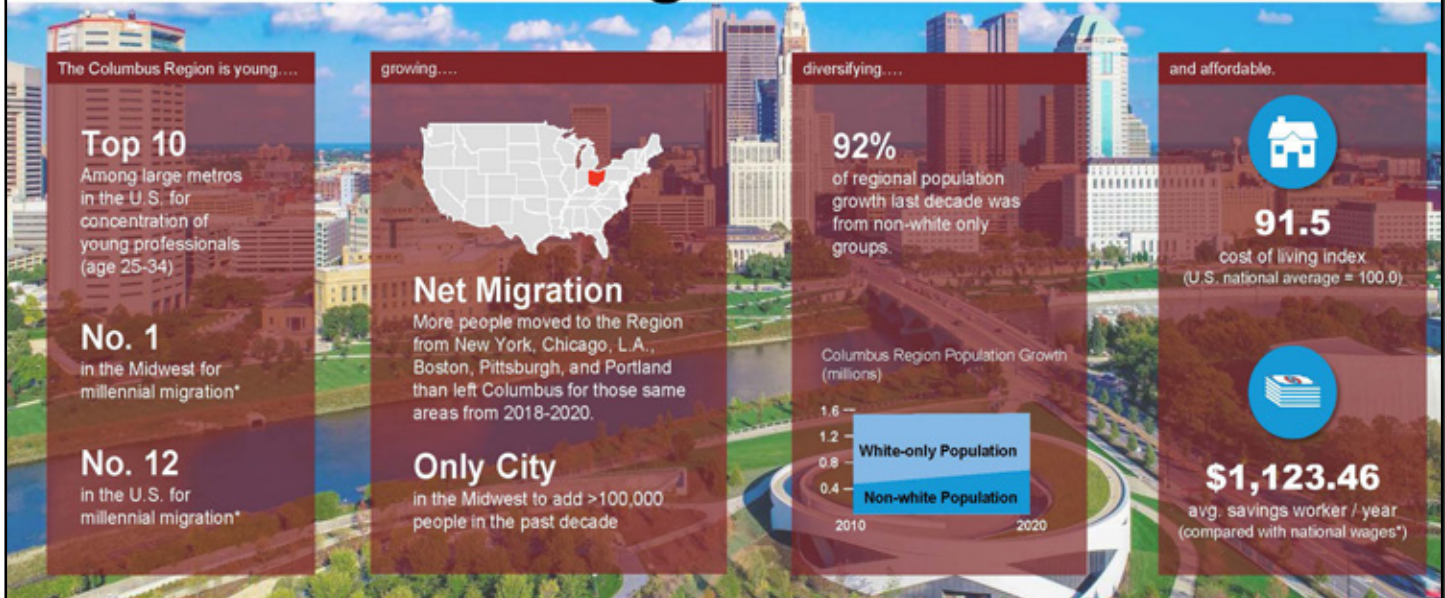 The Columbus Region is young....
Top 10
Among large metros
in the U.S. for
concentration of
young professionals
(age 25-34)
No. 1
in the Midwest for
millennial migration*
No. 12
in the U.S. for
millennial migration*
growing....
Net Migration
More people moved to the Region
from New York, Chicago, L.A.,
Boston, Pittsburgh, and Portland
than left Columbus for those same
areas from 2018-2020.
Only City
in the Midwest to add >100,000
people in the past decade
diversifying....
92%
of regional population
growth last decade was
from non-white only
groups.
Columbus Region Population Growth
(millions)
1.6
1.2
0.8
0.4
White-only Population
Non-white Population
2010
2020
and affordable.
91.5
cost of living index
(U.S. national average = 100.0)
$1,123.46
avg. savings worker / year
(compared with national wages*)